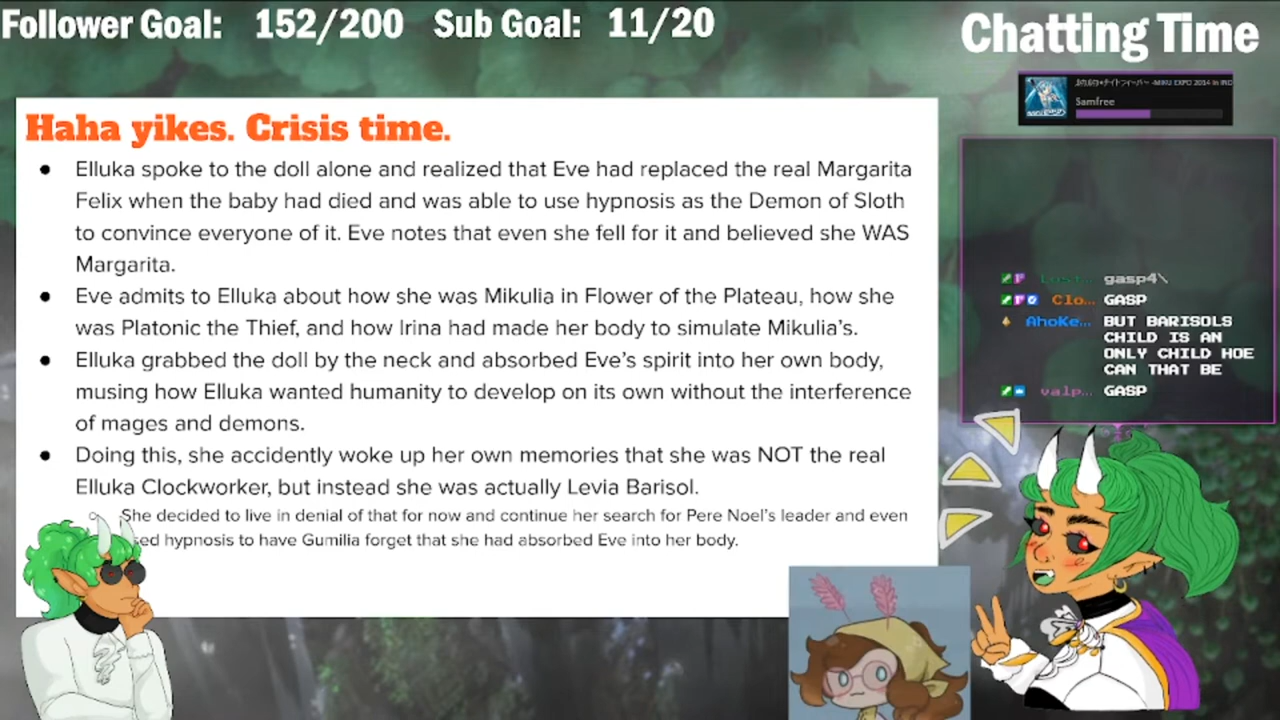 Follower Goal: 152/200 Sub Goal: 11/20
Chatting Time
-MIKU EXPO 2014 in IND
Samfree
Haha yikes. Crisis time.
● Elluka spoke to the doll alone and realized that Eve had replaced the real Margarita
Felix when the baby had died and was able to use hypnosis as the Demon of Sloth
to convince everyone of it. Eve notes that even she fell for it and believed she WAS
Margarita.
● Eve admits to Elluka about how she was Mikulia in Flower of the Plateau, how she
was Platonic the Thief, and how Irina had made her body to simulate Mikulia's.
● Elluka grabbed the doll by the neck and absorbed Eve's spirit into her own body,
musing how Elluka wanted humanity to develop on its own without the interference
of mages and demons.
● Doing this, she accidently woke up her own memories that she was NOT the real
Elluka Clockworker, but instead she was actually Levia Barisol.
She decided to live in denial of that for now and continue her search for Pere Noel's leader and even
hypnosis to have Gumilia forget that she had absorbed Eve into her body.
gasp4\
Clo... GASP
AhoKe... BUT BARISOLS
CHILD IS AN
ONLY CHILD HOE
CAN THAT BE
valp... GASP